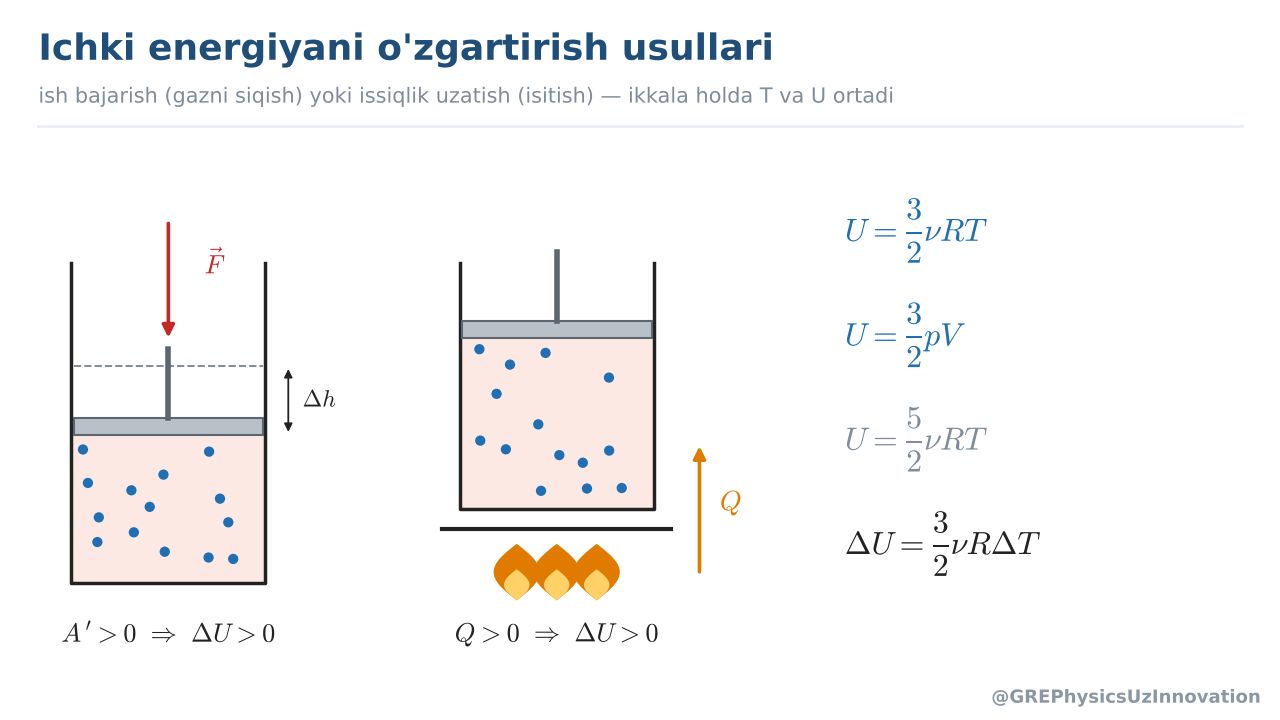 Ichki energiyani o'zgartirish usullari
ish bajarish (gazni siqish) yoki issiqlik uzatish (isitish) — ikkala holda T va U ortadi
F⃗
Δh
A′ > 0 ⇒ ΔU > 0
Q
Q > 0 ⇒ ΔU > 0
U = 3/2 νRT
U = 3/2 pV
U = 5/2 νRT
ΔU = 3/2 νRΔT
@GREPhysicsUzInnovation